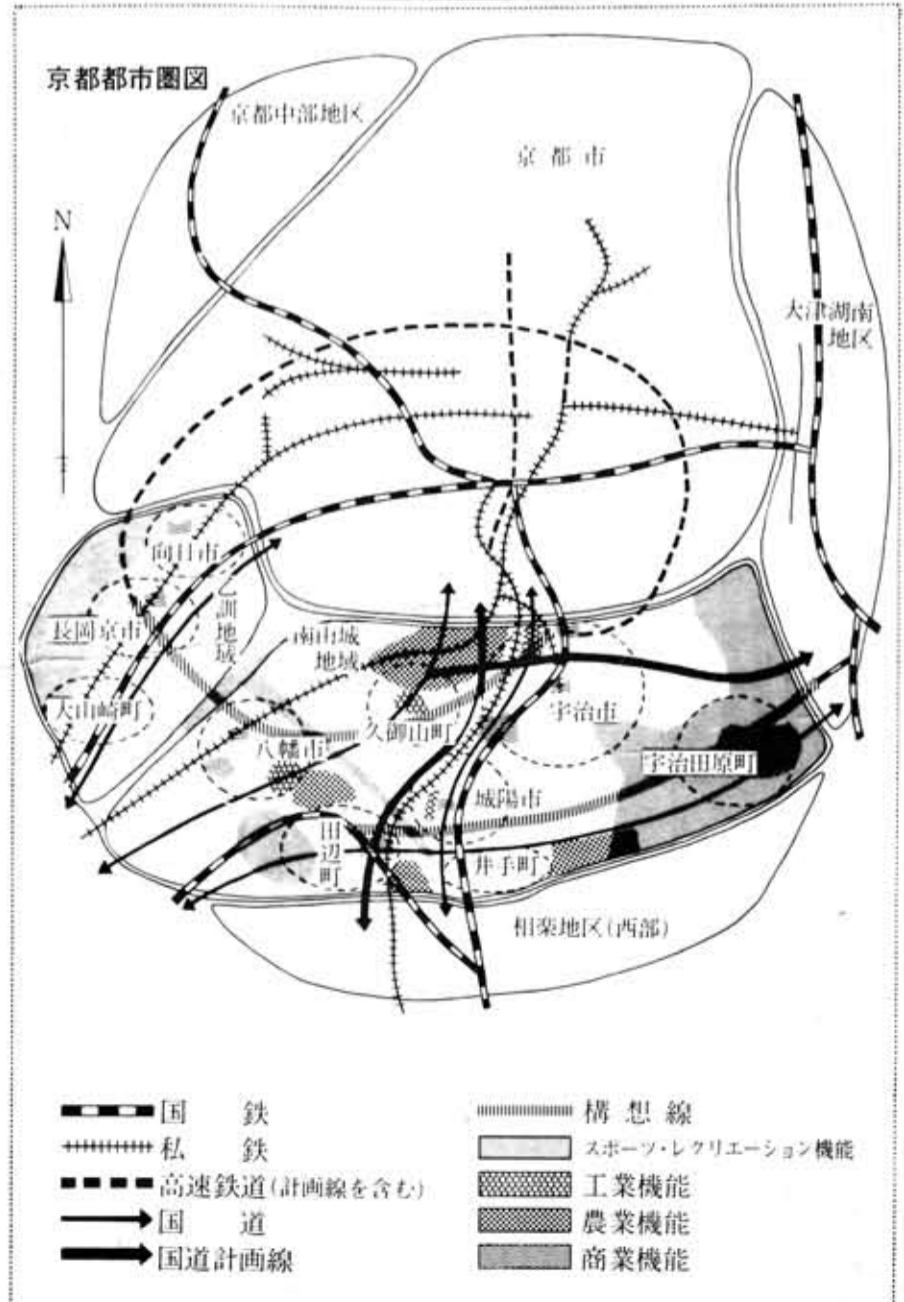 京都都市圏図
京都中部地区
京都市
N
大津湖南
地区
向日市
長岡京市
乙訓地域
大山崎町
南山城
地域
久御山町
八幡市
宇治市
宇治田原町
城陽市
田辺町
井手町
相楽地区(西部)
国鉄
私鉄
高速鉄道(計画線を含む)
国道
国道計画線
構想線
スポーツ・レクリエーション機能
工業機能
農業機能
商業機能